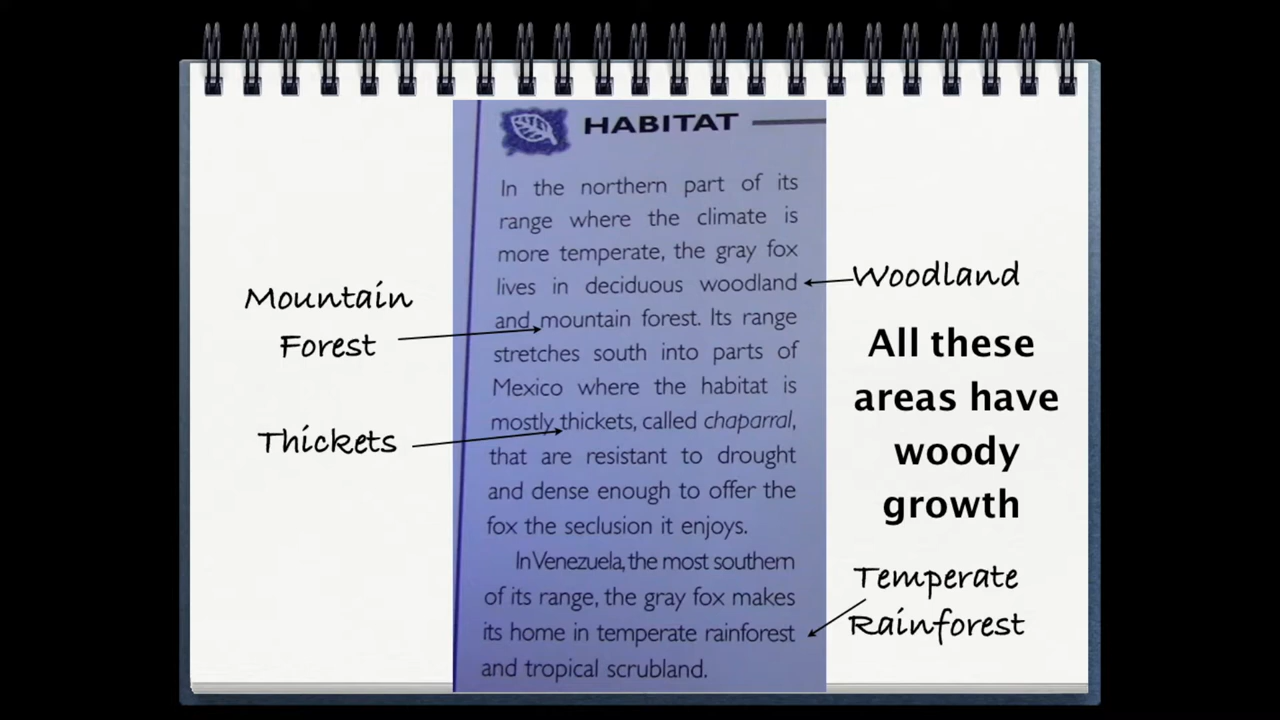 HABITAT
In the northern part of its
range where the climate is
more temperate, the gray fox
lives in deciduous woodland
and mountain forest. Its range
stretches south into parts of
Mexico where the habitat is
mostly thickets, called chaparral,
that are resistant to drought
and dense enough to offer the
fox the seclusion it enjoys.
In Venezuela, the most southern
of its range, the gray fox makes
its home in temperate rainforest
and tropical scrubland.
Mountain
Forest
Thickets
Woodland
All these
areas have
woody
growth
Temperate
Rainforest